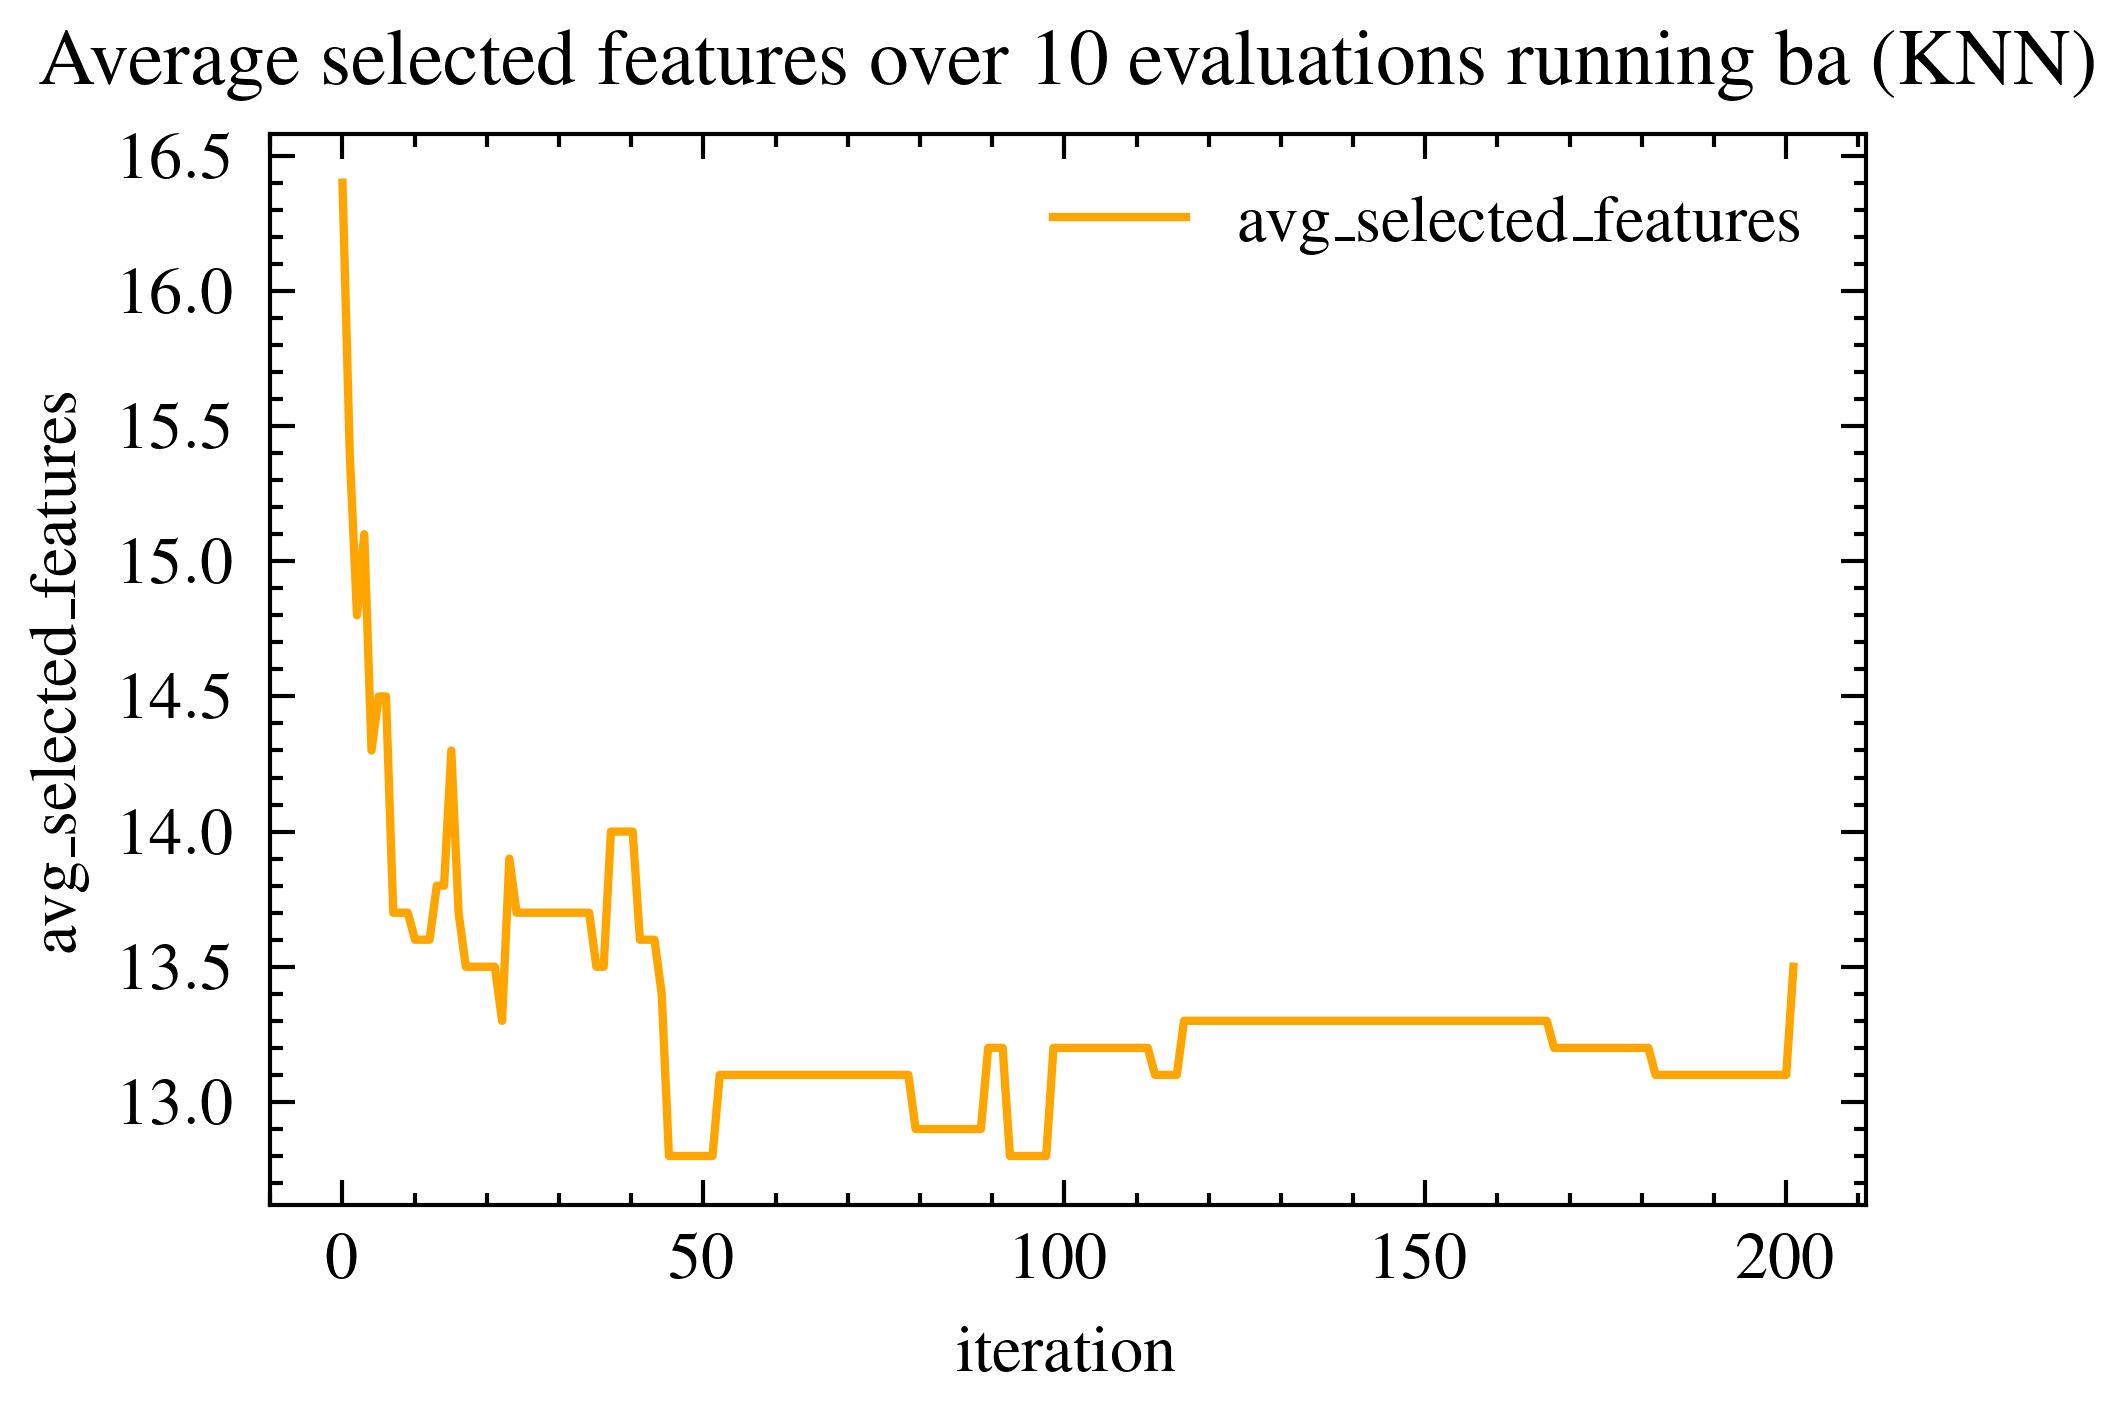 Average selected features over 10 evaluations running ba (KNN)
16.5
16.0
15.5
15.0
14.5
14.0
13.5
13.0
avg_selected_features
avg_selected_features
0 50 100 150 200
iteration